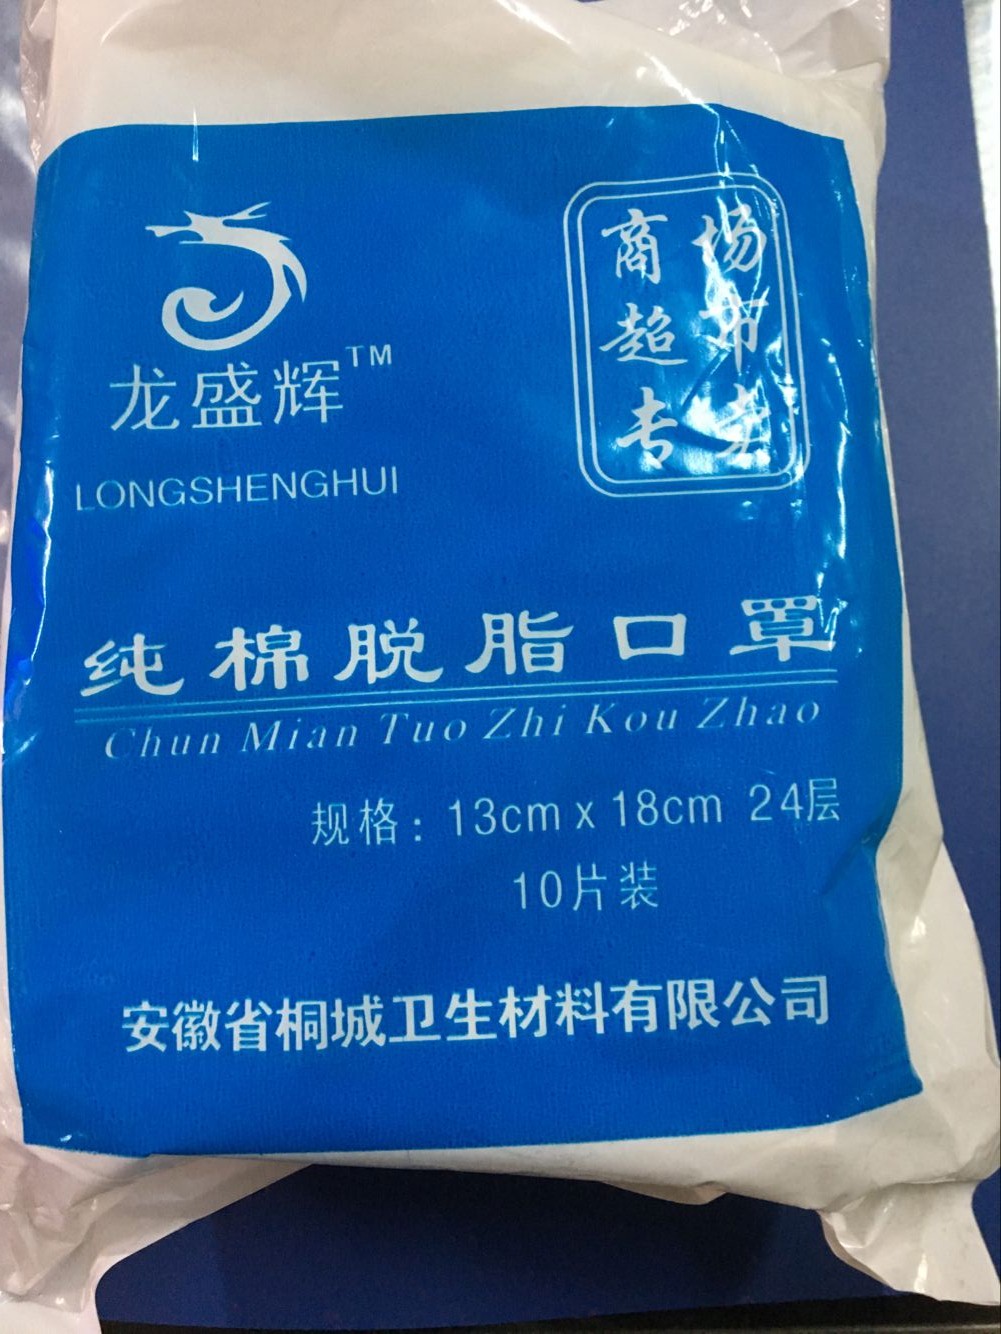 龙盛辉™
LONGSHENGHUI
商场
超市
专卖
纯棉脱脂口罩
Chun Mian Tuo Zhi Kou Zhao
规格：13cm x 18cm 24层
10片装
安徽省桐城卫生材料有限公司